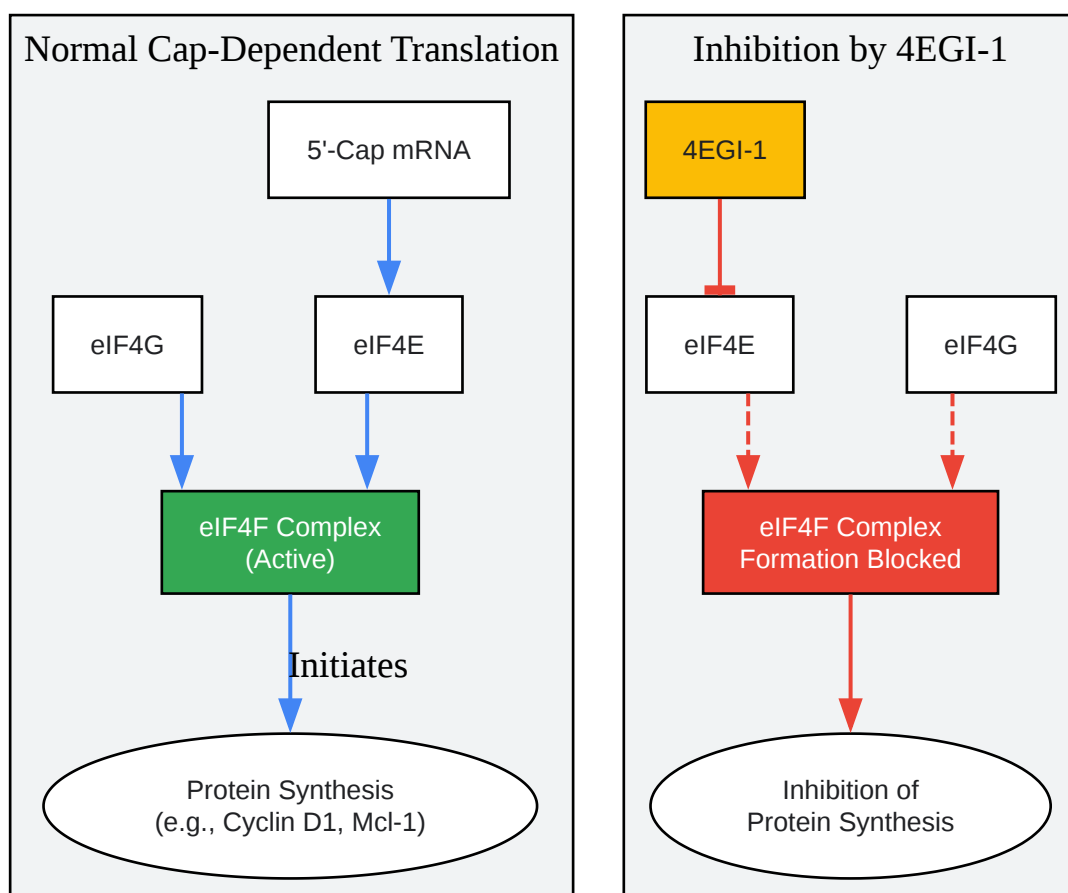 Normal Cap-Dependent Translation
5'-Cap mRNA
eIF4G
eIF4E
eIF4F Complex
(Active)
Initiates
Protein Synthesis
(e.g., Cyclin D1, Mcl-1)
Inhibition by 4EGI-1
4EGI-1
eIF4E
eIF4G
eIF4F Complex
Formation Blocked
Inhibition of
Protein Synthesis